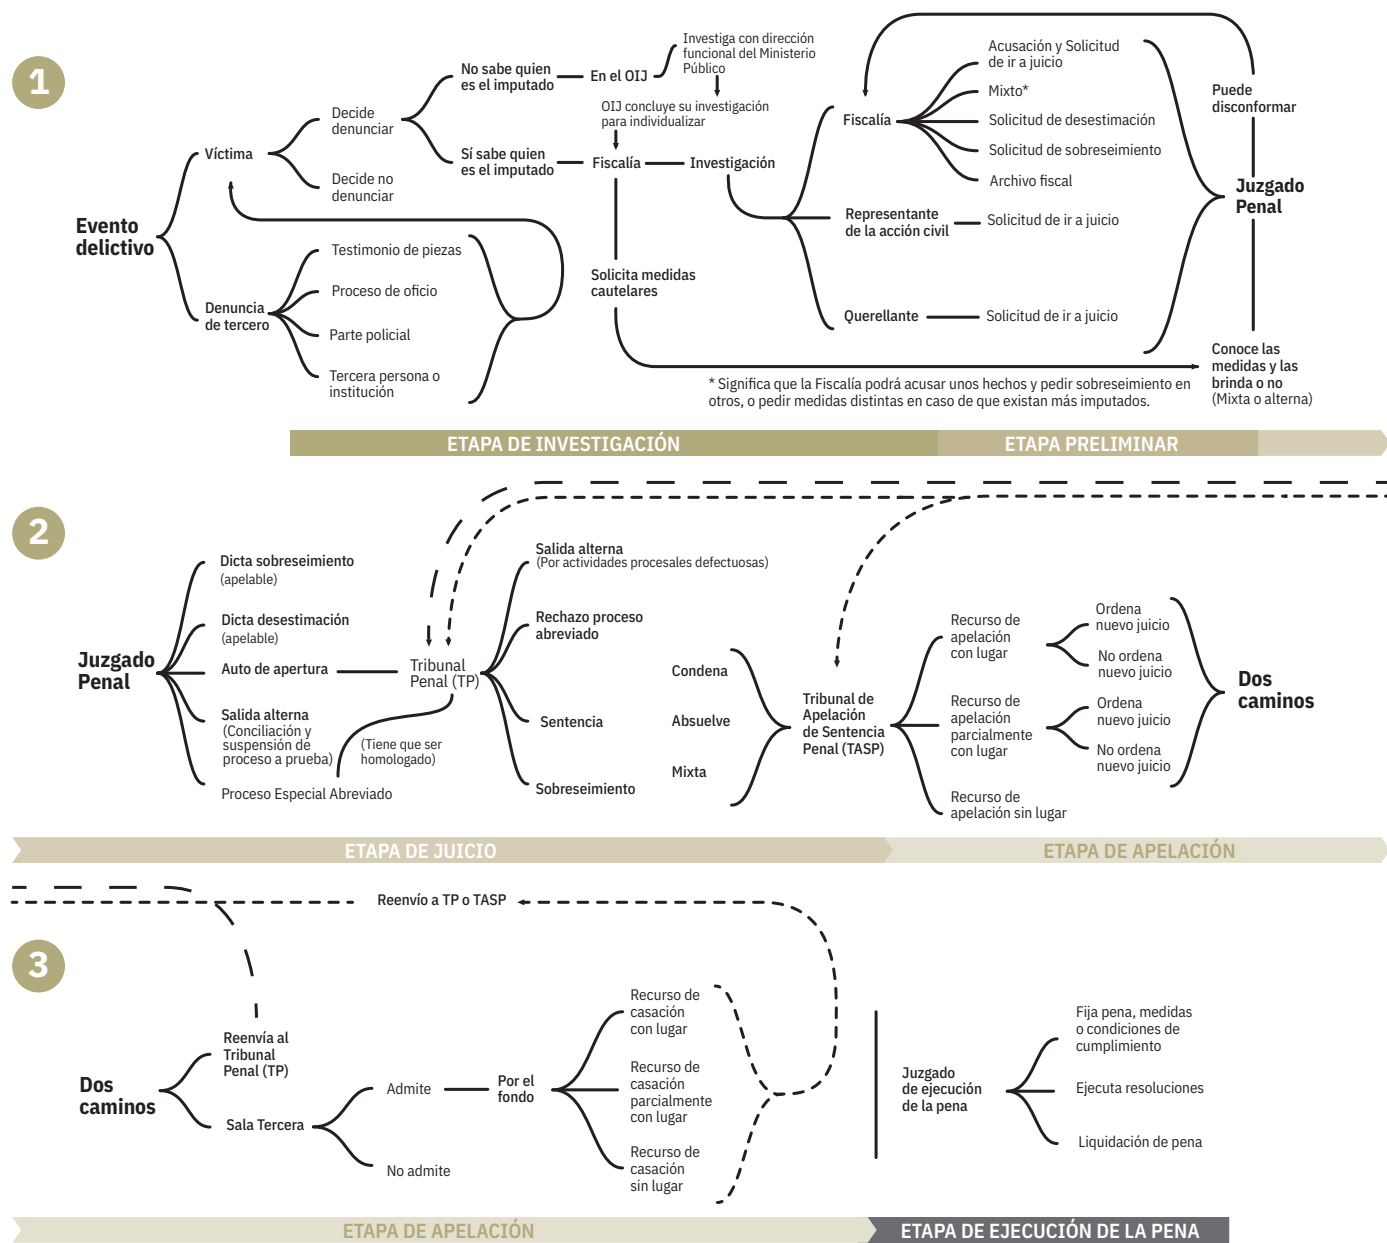 1
Evento
delictivo
Víctima
Decide
denunciar
Decide no
denunciar
No sabe quien
es el imputado
En el OIJ
Investiga con dirección
funcional del Ministerio
Público
OIJ concluye su investigación
para individualizar
Sí sabe quien
es el imputado
Fiscalía
Investigación
Solicita medidas
cautelares
Denuncia
de tercero
Testimonio de piezas
Proceso de oficio
Parte policial
Tercera persona o
institución
Fiscalía
Acusación y Solicitud
de ir a juicio
Mixto*
Solicitud de desestimación
Solicitud de sobreseimiento
Archivo fiscal
Representante
de la acción civil
Solicitud de ir a juicio
Querellante
Solicitud de ir a juicio
Puede
disconformar
Juzgado
Penal
Conoce las
medidas y las
brinda o no
(Mixta o alterna)
* Significa que la Fiscalía podrá acusar unos hechos y pedir sobreseimiento en
otros, o pedir medidas distintas en caso de que existan más imputados.
ETAPA DE INVESTIGACIÓN
ETAPA PRELIMINAR
2
Juzgado
Penal
Dicta sobreseimiento
(apelable)
Dicta desestimación
(apelable)
Auto de apertura
Salida alterna
(Conciliación y
suspensión de
proceso a prueba)
Proceso Especial Abreviado
(Tiene que ser
homologado)
Tribunal
Penal (TP)
Salida alterna
(Por actividades procesales defectuosas)
Rechazo proceso
abreviado
Sentencia
Sobreseimiento
Condena
Absuelve
Mixta
Tribunal de
Apelación
de Sentencia
Penal (TASP)
Recurso de
apelación
con lugar
Ordena
nuevo juicio
No ordena
nuevo juicio
Recurso de
apelación
parcialmente
con lugar
Ordena
nuevo juicio
No ordena
nuevo juicio
Recurso de
apelación sin lugar
Dos
caminos
ETAPA DE JUICIO
ETAPA DE APELACIÓN
Reenvío a TP o TASP
3
Dos
caminos
Reenvía al
Tribunal
Penal (TP)
Sala Tercera
Admite
No admite
Por el
fondo
Recurso de
casación
con lugar
Recurso de
casación
parcialmente
con lugar
Recurso de
casación
sin lugar
Juzgado
de ejecución
de la pena
Fija pena, medidas
o condiciones de
cumplimiento
Ejecuta resoluciones
Liquidación de pena
ETAPA DE APELACIÓN
ETAPA DE EJECUCIÓN DE LA PENA